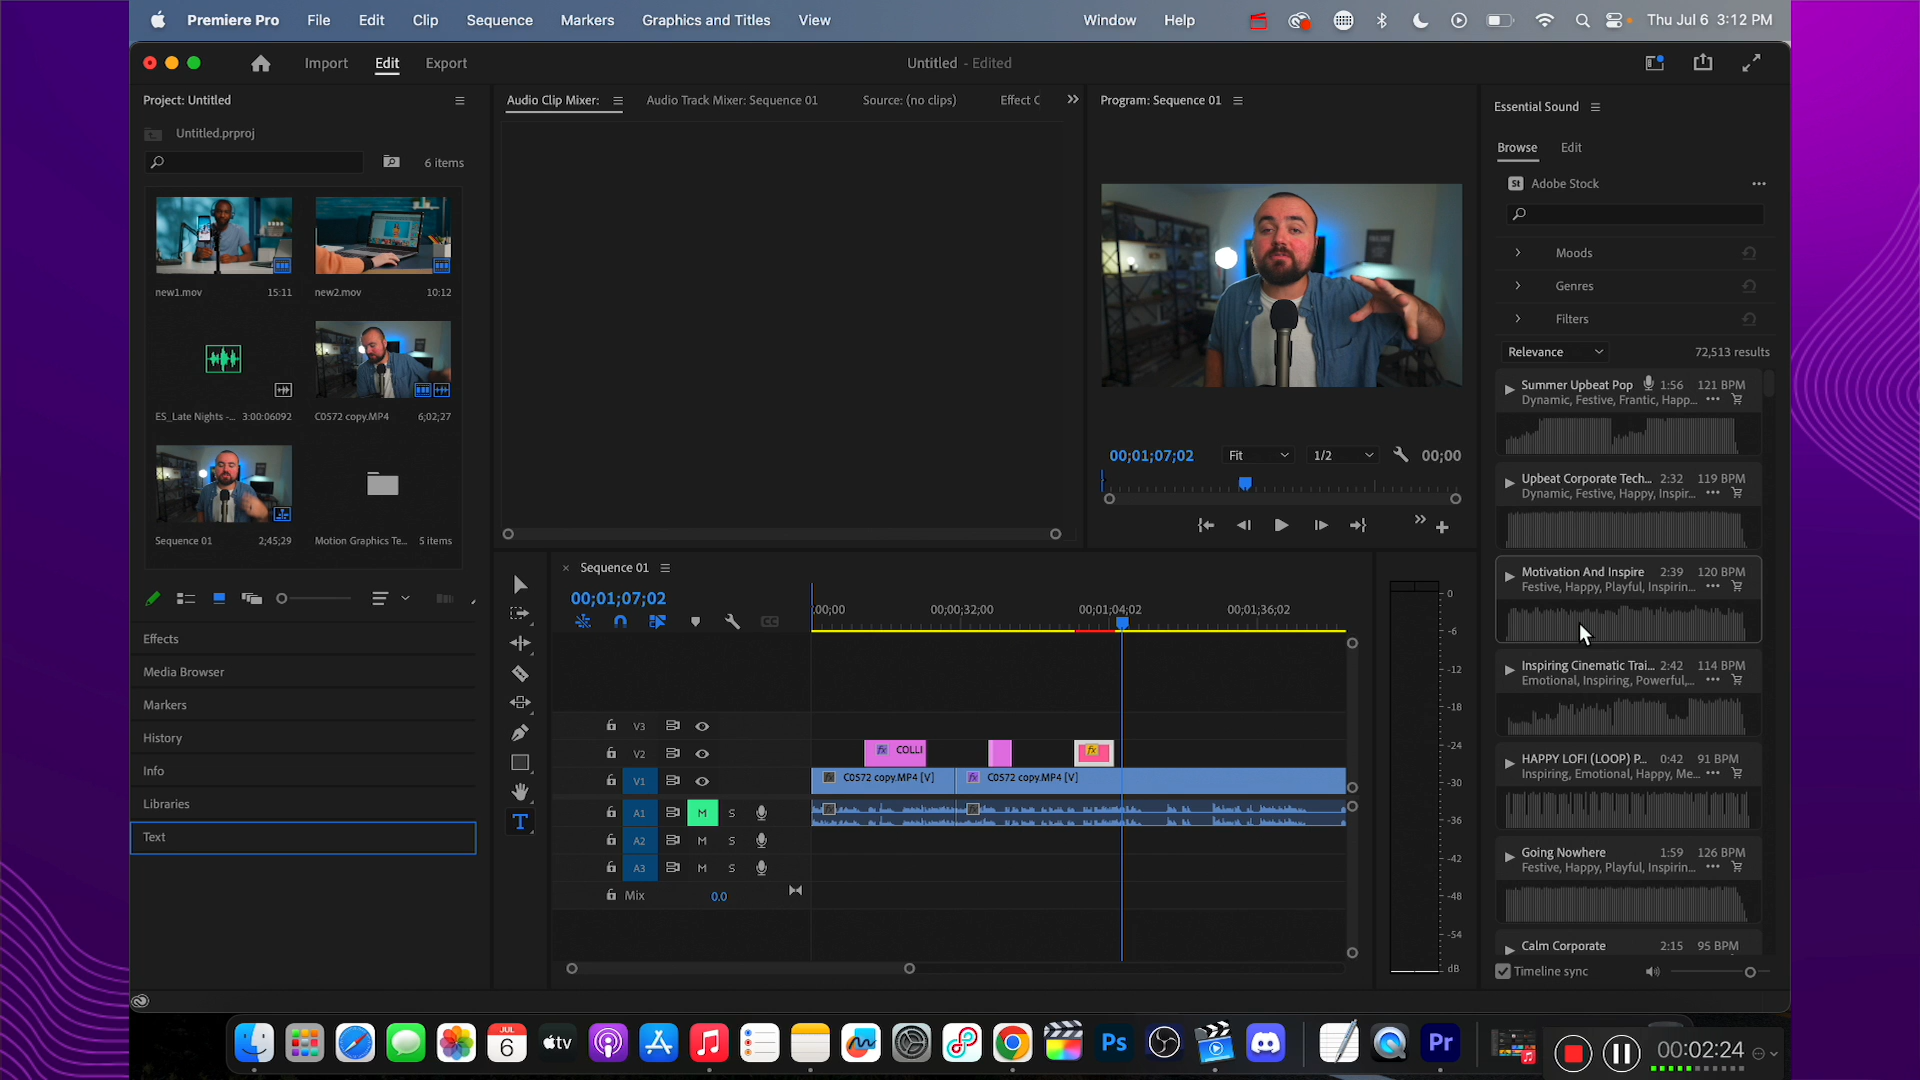 Premiere Pro File Edit Clip Sequence Markers Graphics and Titles View Window Help Thu Jul 6 3:12 PM
Import Edit Export Untitled - Edited
Project: Untitled
Untitled.prproj
6 items
new1.mov 15:11
new2.mov 10:12
ES_Late Nights -... 3:00:06092
C0572 copy.MP4 6;02;27
Sequence 01 2;45;29
Motion Graphics Te... 5 items
Effects
Media Browser
Markers
History
Info
Libraries
Text
Audio Clip Mixer: Audio Track Mixer: Sequence 01 Source: (no clips) Effect C
Program: Sequence 01
00;01;07;02 Fit 1/2 00;00
Sequence 01
00;01;07;02
:00;00 00;00;32;00 00;01;04;02 00;01;36;02
V3
V2 fx COLLI fx
V1 C0572 copy.MP4 [V] fx C0572 copy.MP4 [V]
A1 M S
A2 M S
A3 M S
Mix 0.0
0
-6
-12
-18
-24
-30
-36
-42
-48
-54
dB
Essential Sound
Browse Edit
St Adobe Stock
Moods
Genres
Filters
Relevance 72,513 results
Summer Upbeat Pop 1:56 121 BPM
Dynamic, Festive, Frantic, Happ...
Upbeat Corporate Tech... 2:32 119 BPM
Dynamic, Festive, Happy, Inspir...
Motivation And Inspire 2:39 120 BPM
Festive, Happy, Playful, Inspirin...
Inspiring Cinematic Trai... 2:42 114 BPM
Emotional, Inspiring, Powerful,...
HAPPY LOFI (LOOP) P... 0:42 91 BPM
Inspiring, Emotional, Happy, Me...
Going Nowhere 1:59 126 BPM
Festive, Happy, Playful, Inspirin...
Calm Corporate 2:15 95 BPM
Timeline sync
JUL
6
tv
Ps
Pr
00:02:24